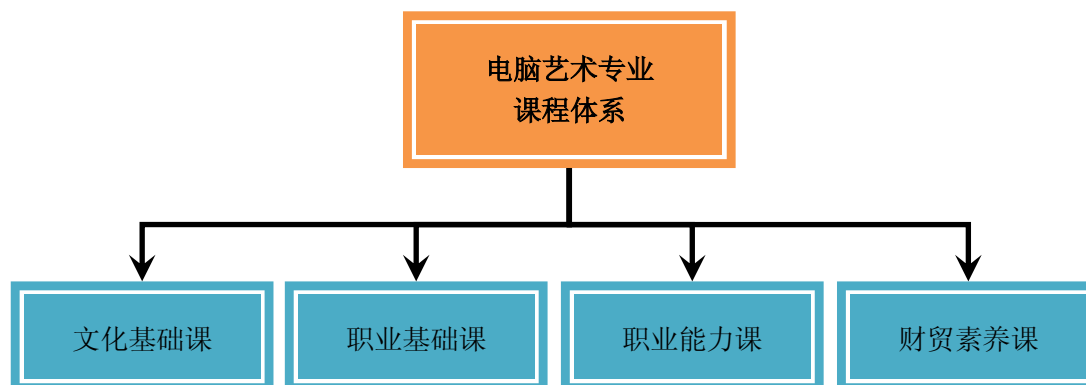 电脑艺术专业
课程体系
文化基础课
职业基础课
职业能力课
财贸素养课